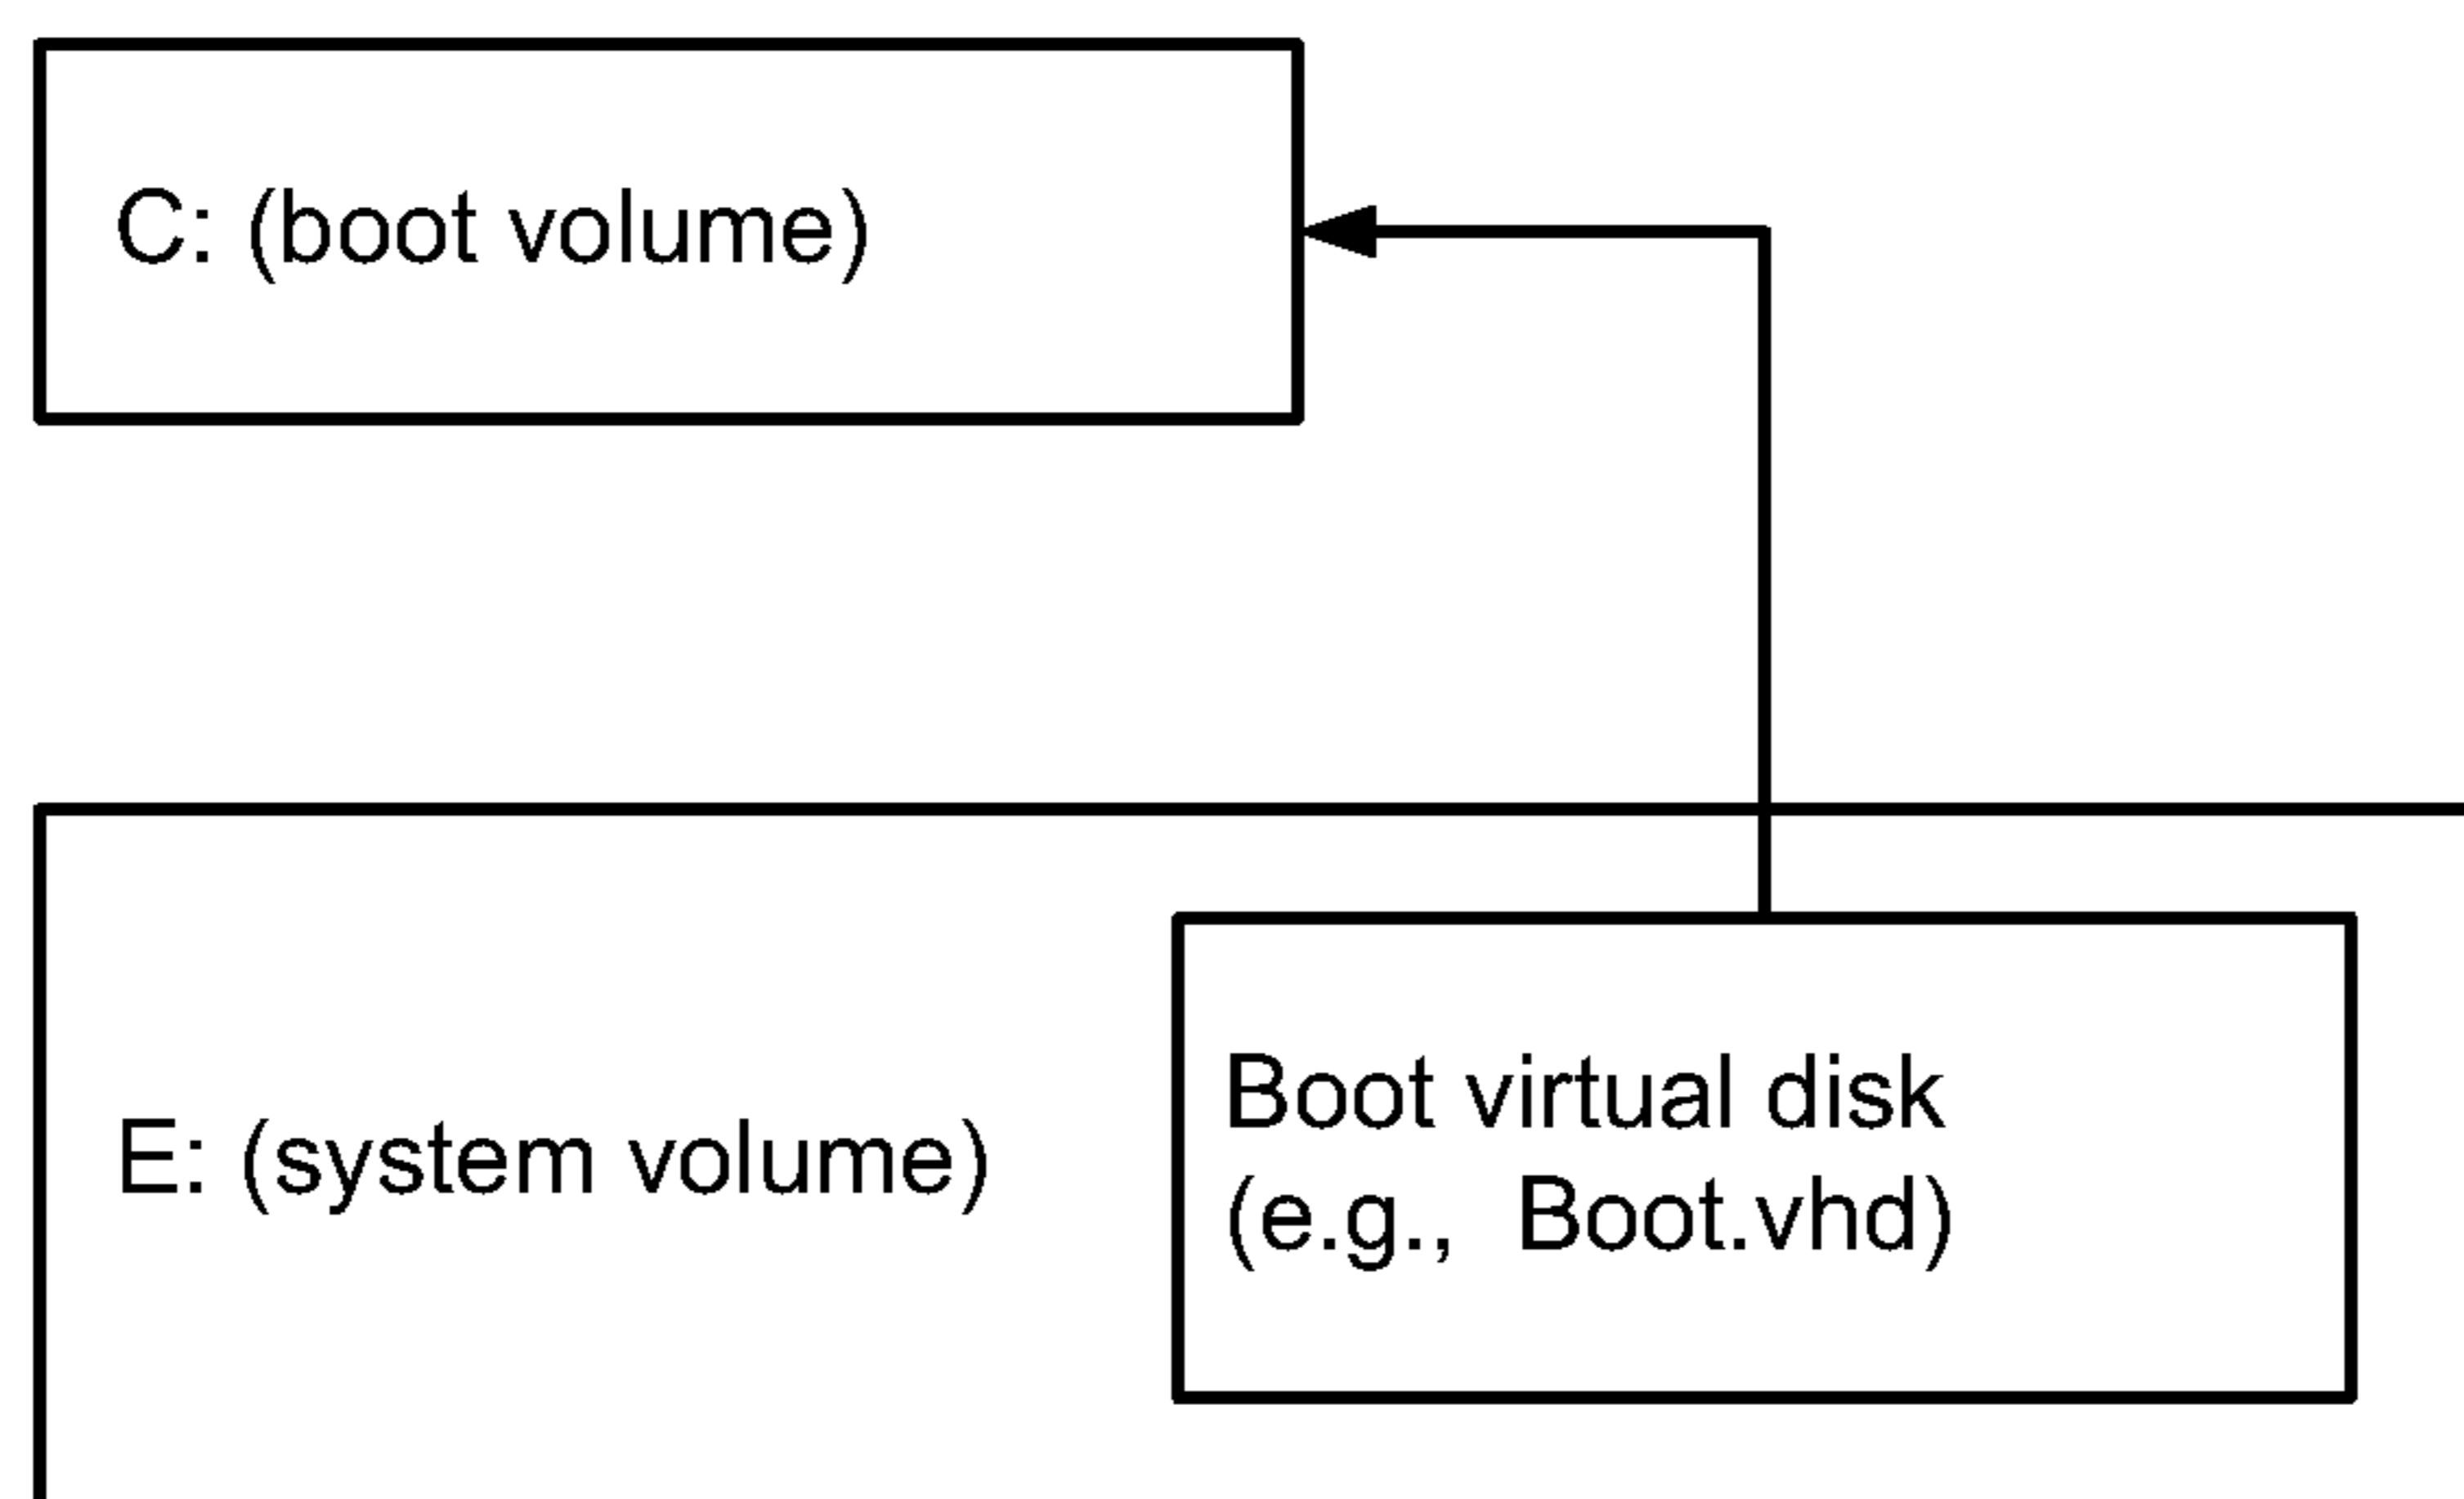 C: (boot volume)
E: (system volume)
Boot virtual disk
(e.g., Boot.vhd)